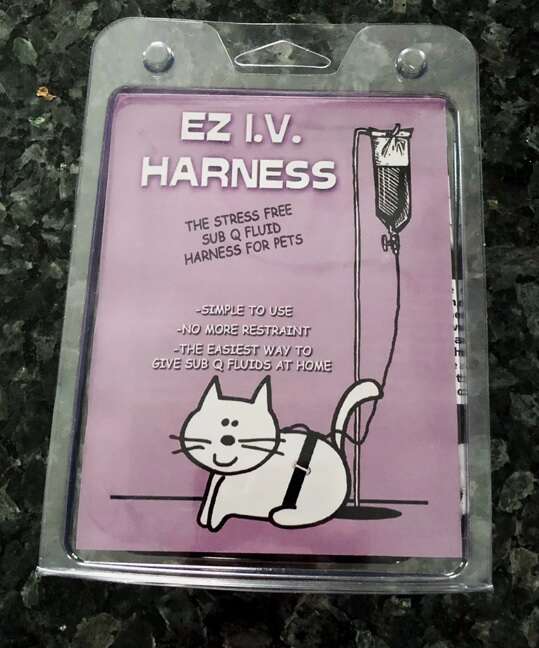 EZ I.V.
HARNESS
THE STRESS FREE
SUB Q FLUID
HARNESS FOR PETS
-SIMPLE TO USE
-NO MORE RESTRAINT
-THE EASIEST WAY TO
GIVE SUB Q FLUIDS AT HOME